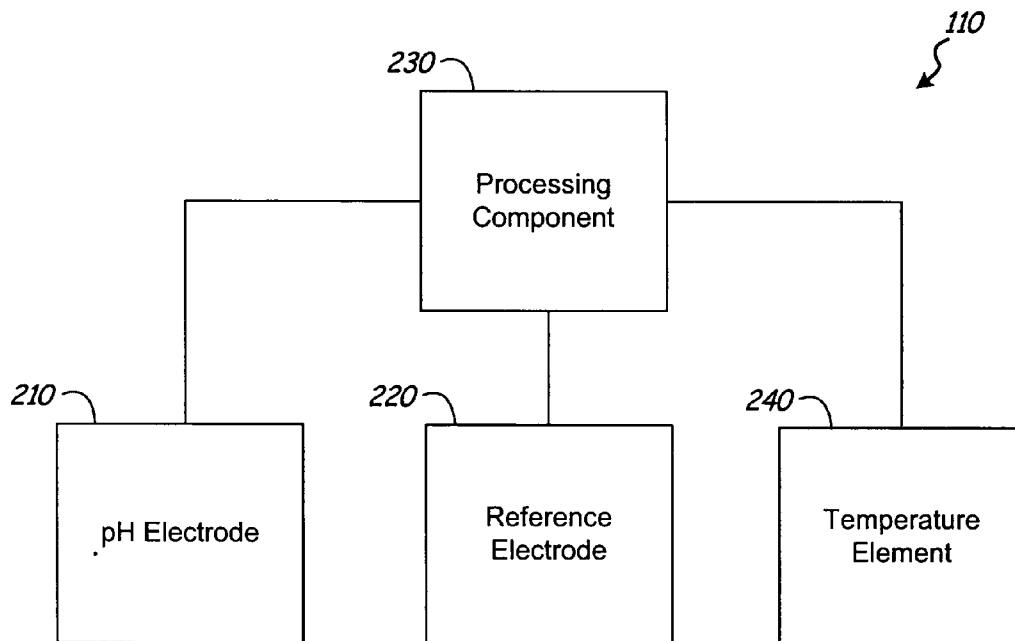 110
230
Processing
Component
210
220
240
pH Electrode
Reference
Electrode
Temperature
Element